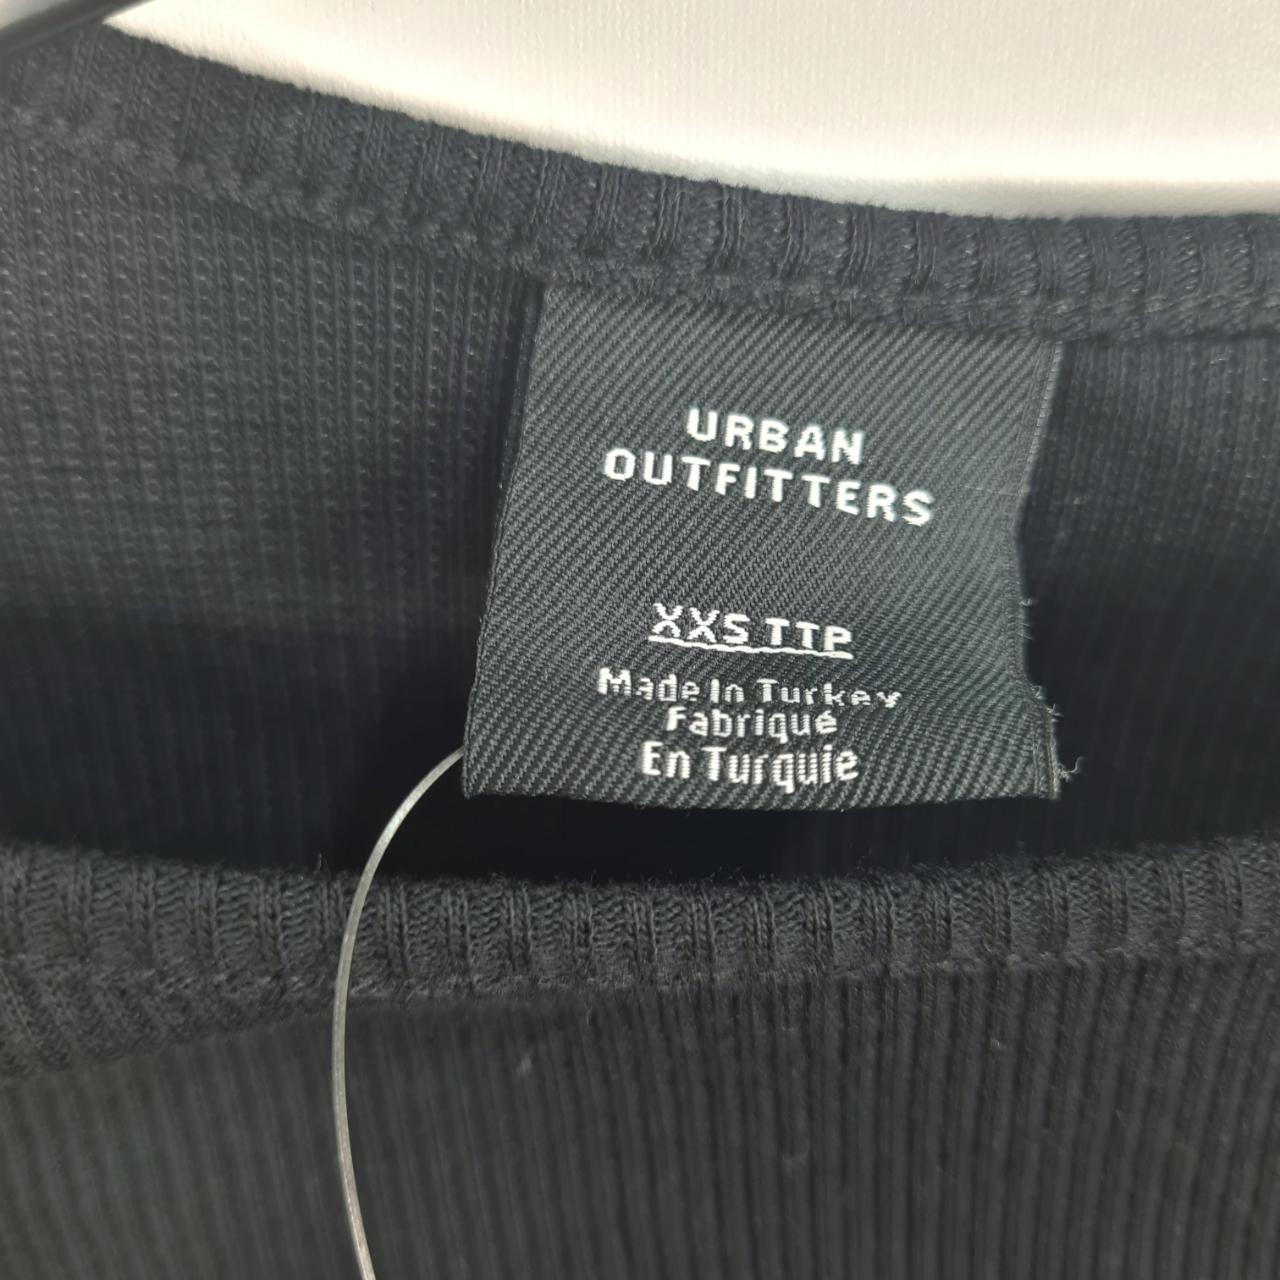 URBAN
OUTFITTERS
XXS TTP
Made In Turkey
Fabriqué
En Turquie